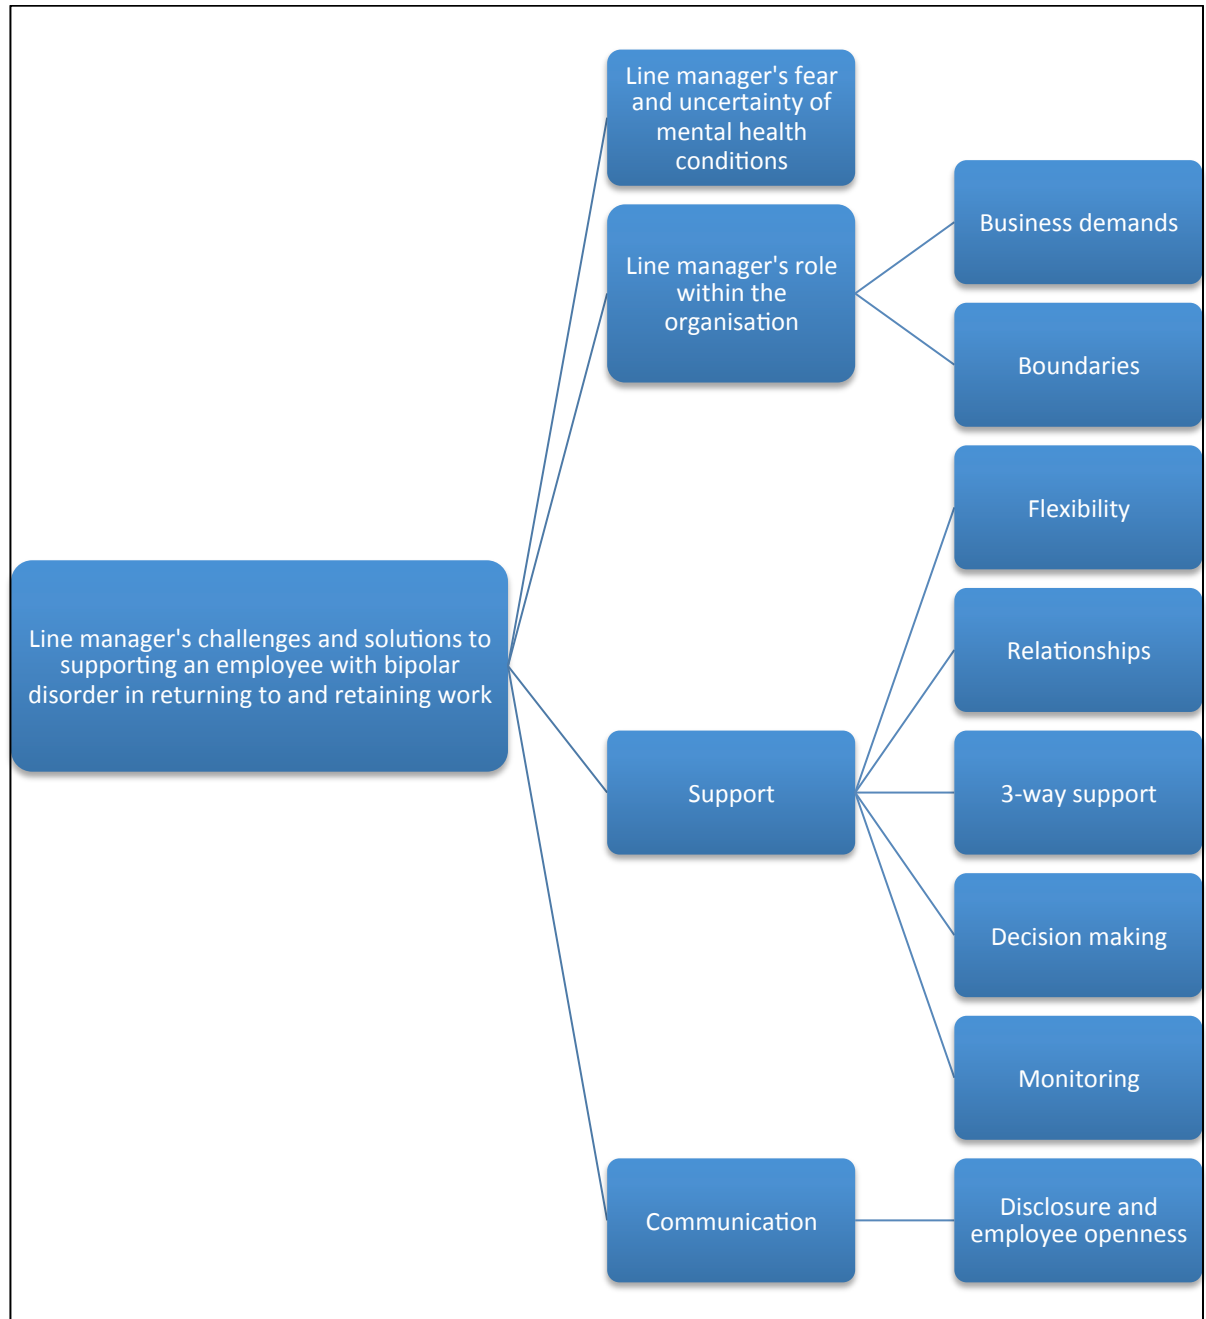 Line manager's fear
and uncertainty of
mental health
conditions
Business demands
Line manager's role
within the
organisation
Boundaries
Flexibility
Line manager's challenges and solutions to
supporting an employee with bipolar
disorder in returning to and retaining work
Relationships
Support
3-way support
Decision making
Monitoring
Communication
Disclosure and
employee openness